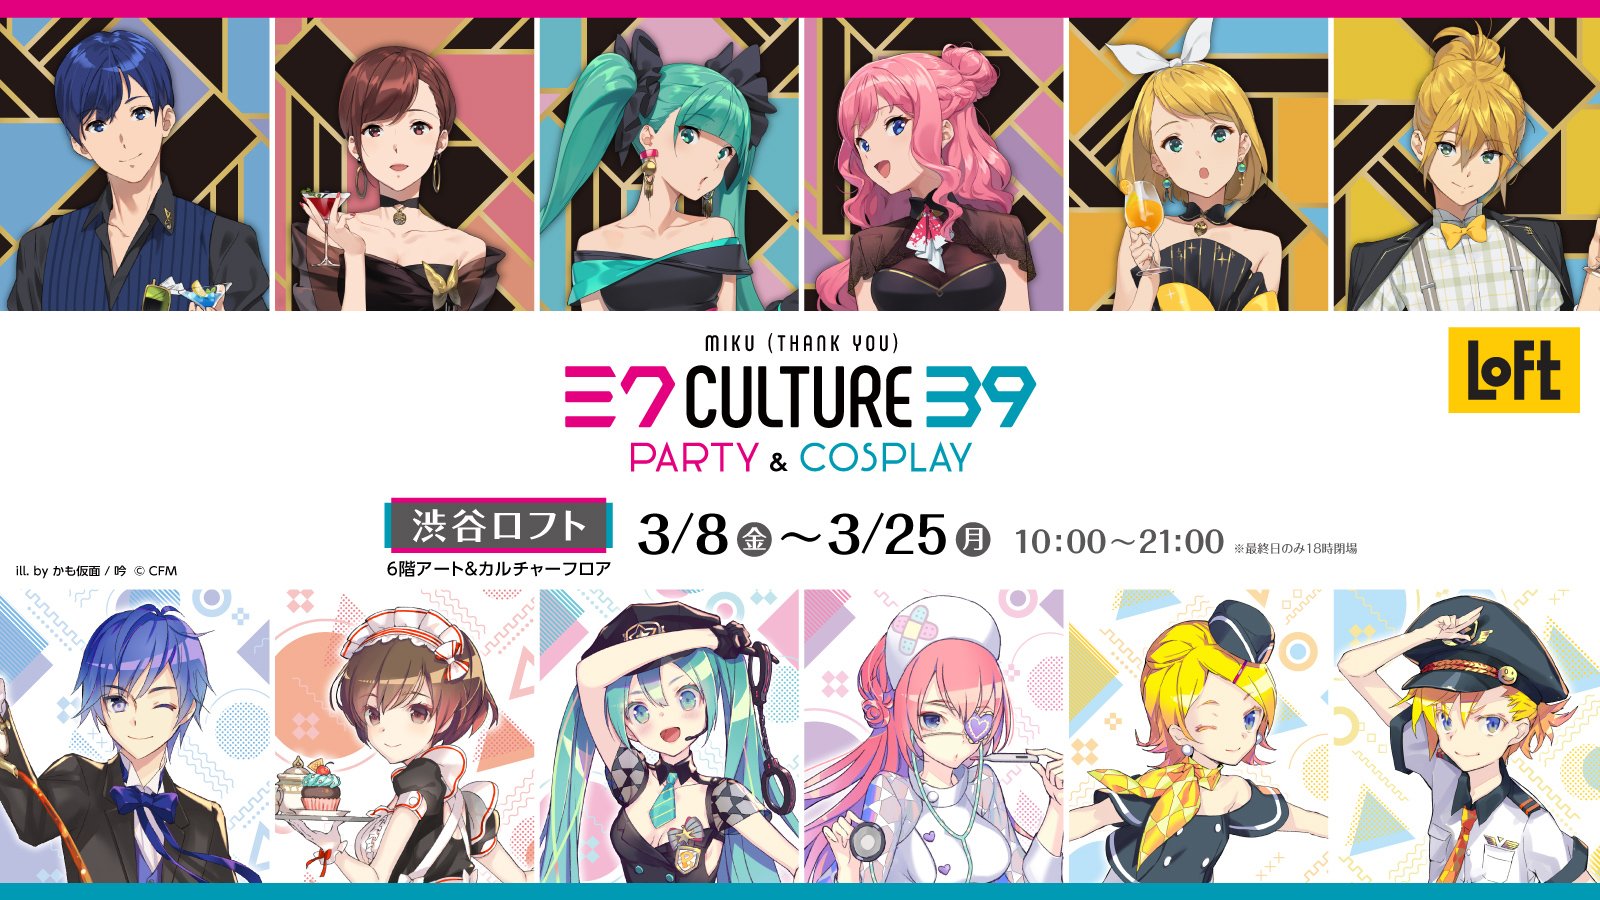 MIKU (THANK YOU)
ミク CULTURE 39
PARTY & COSPLAY
LOFt
渋谷ロフト
3/8 金 ～ 3/25 月 10:00～21:00 ※最終日のみ18時閉場
6階アート&カルチャーフロア
ill. by かも仮面 / 吟 © CFM